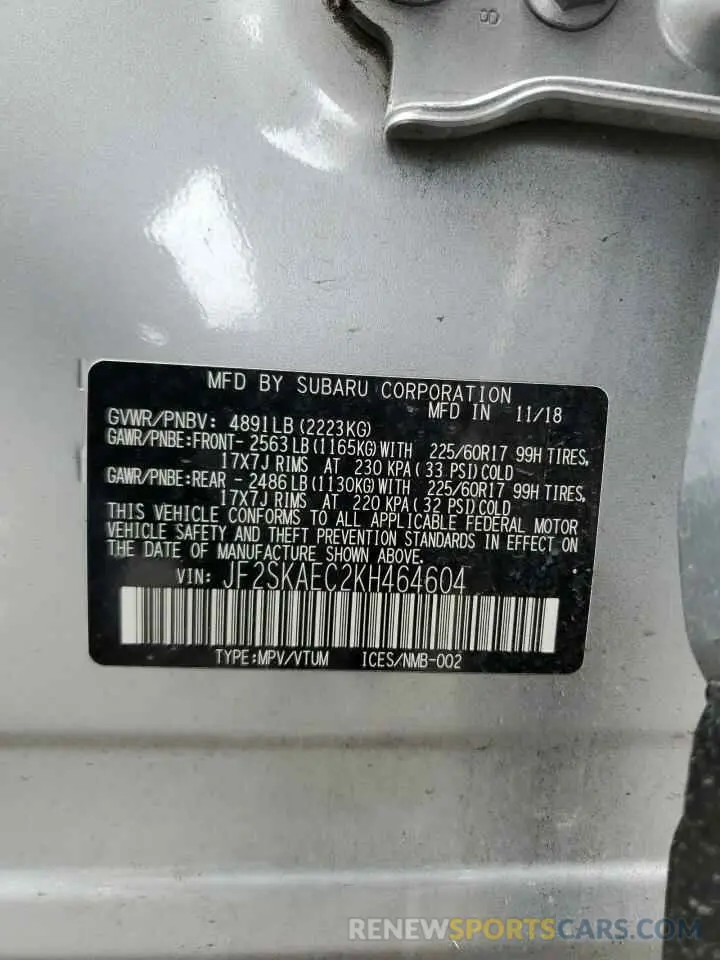 8
MFD BY SUBARU CORPORATION
MFD IN 11/18
GVWR/PNBV: 4891LB (2223KG)
GAWR/PNBE:FRONT- 2563LB(1165KG)WITH 225/60R17 99H TIRES,
17X7J RIMS AT 230 KPA(33 PSI)COLD
GAWR/PNBE:REAR - 2486LB(1130KG)WITH 225/60R17 99H TIRES,
17X7J RIMS AT 220 KPA(32 PSI)COLD
THIS VEHICLE CONFORMS TO ALL APPLICABLE FEDERAL MOTOR
VEHICLE SAFETY AND THEFT PREVENTION STANDARDS IN EFFECT ON
THE DATE OF MANUFACTURE SHOWN ABOVE.
VIN: JF2SKAEC2KH464604
TYPE:MPV/VTUM ICES/NMB-002
RENEWSPORTSCARS.COM